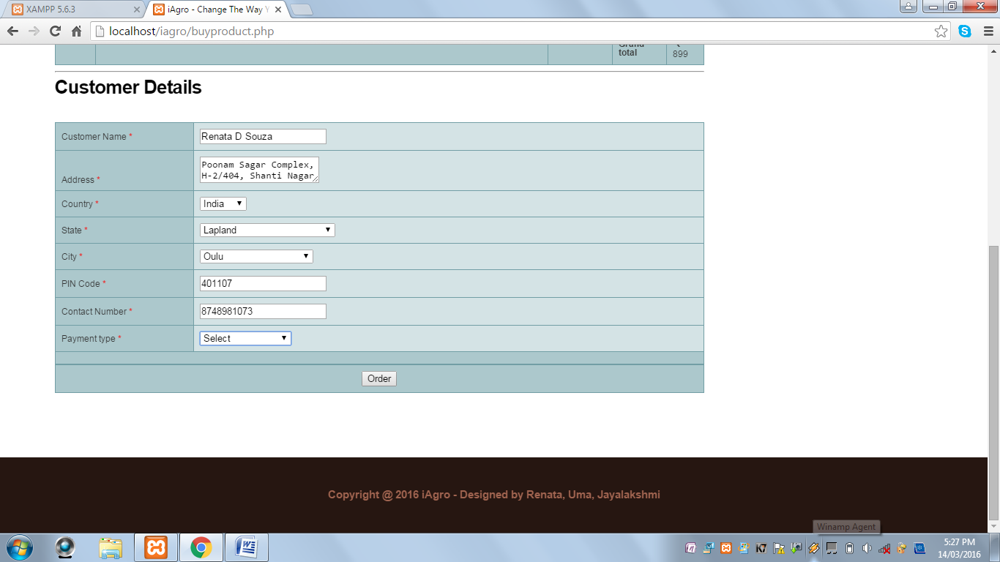 XAMPP 5.6.3
iAgro - Change The Way Y
localhost/iagro/buyproduct.php
Grand
total
899
Customer Details
Customer Name *
Renata D Souza
Address *
Poonam Sagar Complex,
H-2/404, Shanti Nagar
Country *
India
State *
Lapland
City *
Oulu
PIN Code *
401107
Contact Number *
8748981073
Payment type *
Select
Order
Copyright @ 2016 iAgro - Designed by Renata, Uma, Jayalakshmi
Winamp Agent
K7
5:27 PM
14/03/2016